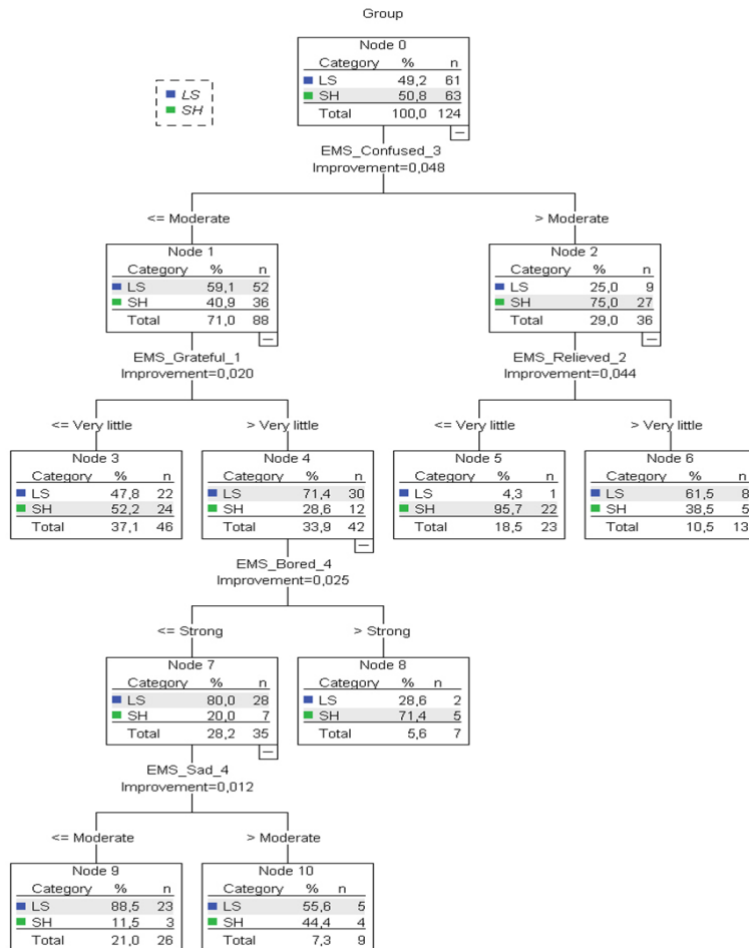 Group
LS
SH
Node 0
Category % n
LS 49,2 61
SH 50,8 63
Total 100,0 124
EMS_Confused_3
Improvement=0,048
<= Moderate
> Moderate
Node 1
Category % n
LS 59,1 52
SH 40,9 36
Total 71,0 88
Node 2
Category % n
LS 25,0 9
SH 75,0 27
Total 29,0 36
EMS_Grateful_1
Improvement=0,020
EMS_Relieved_2
Improvement=0,044
<= Very little
> Very little
<= Very little
> Very little
Node 3
Category % n
LS 47,8 22
SH 52,2 24
Total 37,1 46
Node 4
Category % n
LS 71,4 30
SH 28,6 12
Total 33,9 42
Node 5
Category % n
LS 4,3 1
SH 95,7 22
Total 18,5 23
Node 6
Category % n
LS 61,5 8
SH 38,5 5
Total 10,5 13
EMS_Bored_4
Improvement=0,025
<= Strong
> Strong
Node 7
Category % n
LS 80,0 28
SH 20,0 7
Total 28,2 35
Node 8
Category % n
LS 28,6 2
SH 71,4 5
Total 5,6 7
EMS_Sad_4
Improvement=0,012
<= Moderate
> Moderate
Node 9
Category % n
LS 88,5 23
SH 11,5 3
Total 21,0 26
Node 10
Category % n
LS 55,6 5
SH 44,4 4
Total 7,3 9